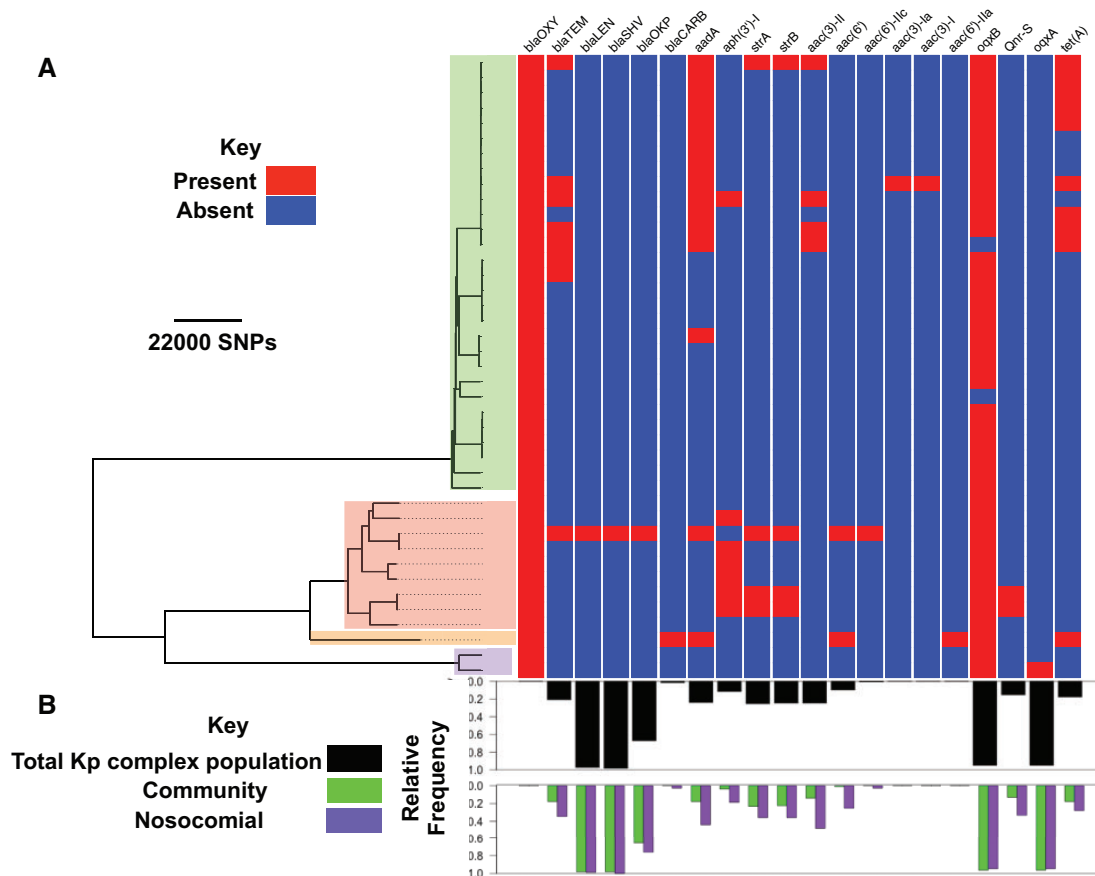 blaOXY
blaTEM
blaLEN
blaSHV
blaOKP
blaCARB
aadA
aph(3')-I
strA
strB
aac(3)-II
aac(6')
aac(6')-IIc
aac(3)-Ia
aac(3)-I
aac(6')-IIa
oqxB
Qnr-S
oqxA
tet(A)
A
Key
Present
Absent
22000 SNPs
B
Key
Total Kp complex population
Community
Nosocomial
Relative
Frequency
0.0
0.2
0.4
0.6
0.8
1.0
0.0
0.2
0.4
0.6
0.8
1.0